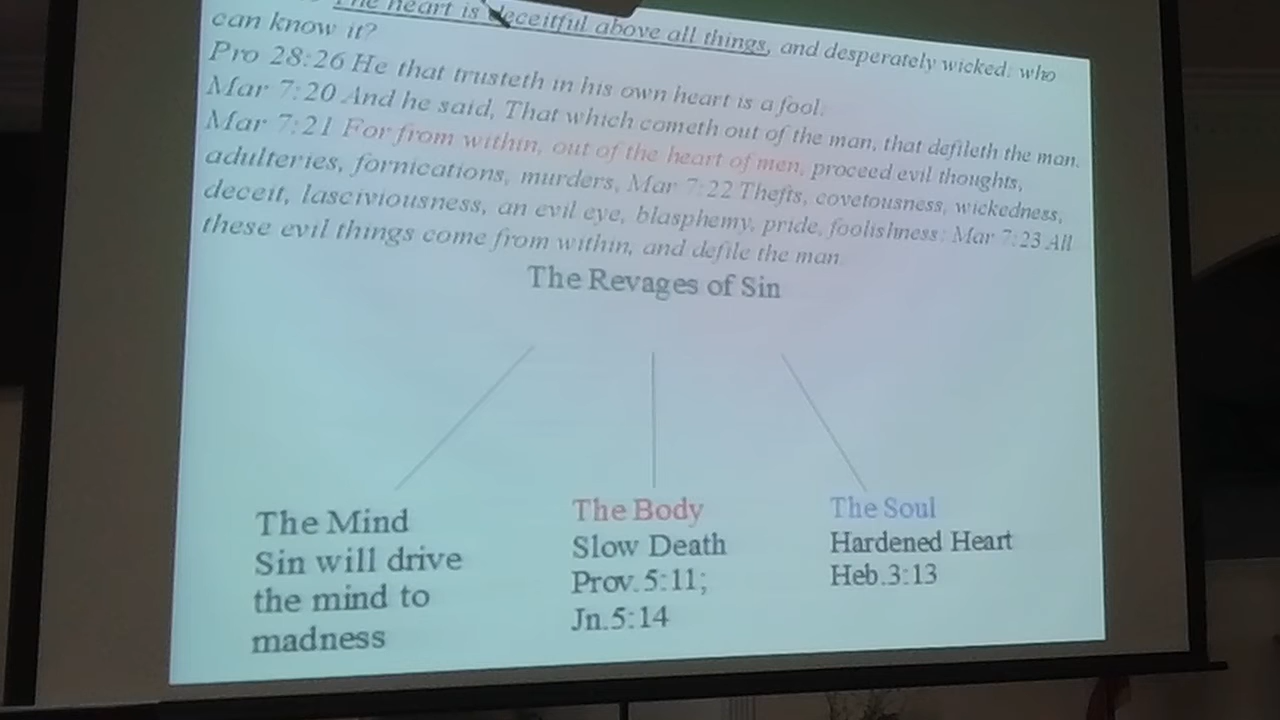 The heart is deceitful above all things, and desperately wicked: who
can know it?
Pro 28:26 He that trusteth in his own heart is a fool.
Mar 7:20 And he said, That which cometh out of the man, that defileth the man.
Mar 7:21 For from within, out of the heart of men, proceed evil thoughts,
adulteries, fornications, murders, Mar 7:22 Thefts, covetousness, wickedness,
deceit, lasciviousness, an evil eye, blasphemy, pride, foolishness: Mar 7:23 All
these evil things come from within, and defile the man.
The Revages of Sin
The Mind
Sin will drive
the mind to
madness
The Body
Slow Death
Prov.5:11;
Jn.5:14
The Soul
Hardened Heart
Heb.3:13